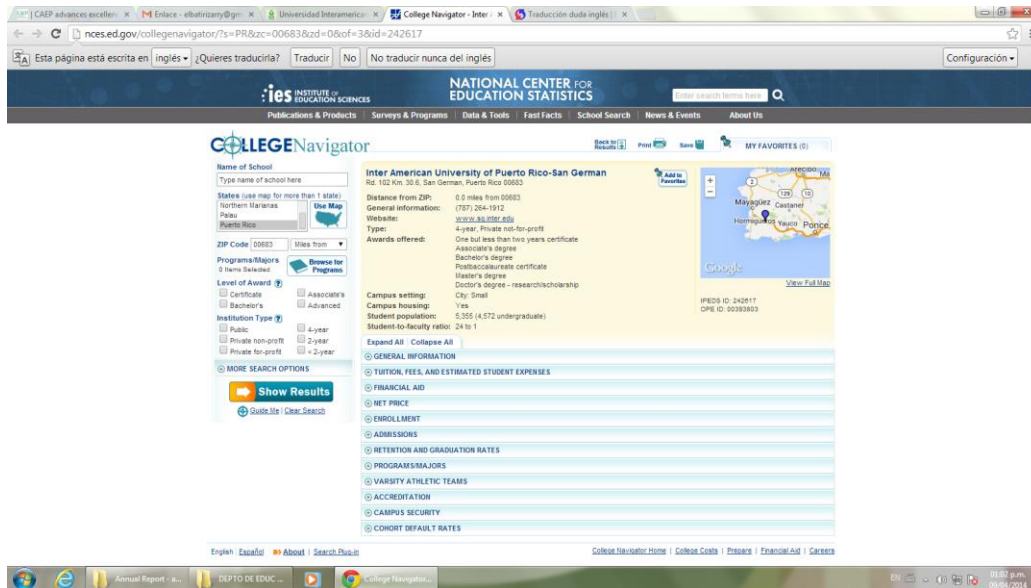 | CAEP advances excellenc
Enlace - elbatirizarry@gm
Universidad Interamerica
College Navigator - Inter
Traducción duda inglés |
nces.ed.gov/collegenavigator/?s=PR&zc=00683&zd=0&of=3&id=242617
Esta página está escrita en inglés ¿Quieres traducirla? Traducir No No traducir nunca del inglés Configuración
ies INSTITUTE OF EDUCATION SCIENCES
NATIONAL CENTER FOR
EDUCATION STATISTICS
Enter search terms here
Publications & Products | Surveys & Programs | Data & Tools | Fast Facts | School Search | News & Events About Us
COLLEGENavigator
Back to Results Print Save MY FAVORITES (0)
Name of School
Type name of school here
States (use map for more than 1 state)
Northern Marianas
Palau
Puerto Rico
Use Map
ZIP Code 00683 Miles from
Programs/Majors
0 Items Selected
Browse for Programs
Level of Award
Certificate Associate's
Bachelor's Advanced
Institution Type
Public 4-year
Private non-profit 2-year
Private for-profit < 2-year
MORE SEARCH OPTIONS
Show Results
Guide Me | Clear Search
Inter American University of Puerto Rico-San German
Rd. 102 Km. 30.6, San German, Puerto Rico 00683
Add to Favorites
Distance from ZIP: 0.0 miles from 00683
General information: (787) 264-1912
Website: www.sg.inter.edu
Type: 4-year, Private not-for-profit
Awards offered: One but less than two years certificate
Associate's degree
Bachelor's degree
Postbaccalaureate certificate
Master's degree
Doctor's degree - research/scholarship
Campus setting: City: Small
Campus housing: Yes
Student population: 5,355 (4,572 undergraduate)
Student-to-faculty ratio: 24 to 1
Arecibo
Ma
2
129
10
Mayagüez
Castaner
Hormigueros
Yauco
Ponce
Google
View Full Map
IPEDS ID: 242617
OPE ID: 00393803
Expand All | Collapse All
GENERAL INFORMATION
TUITION, FEES, AND ESTIMATED STUDENT EXPENSES
FINANCIAL AID
NET PRICE
ENROLLMENT
ADMISSIONS
RETENTION AND GRADUATION RATES
PROGRAMS/MAJORS
VARSITY ATHLETIC TEAMS
ACCREDITATION
CAMPUS SECURITY
COHORT DEFAULT RATES
English | Español About | Search Plug-in
College Navigator Home | College Costs | Prepare | Financial Aid | Careers
Annual Report - a...
DEPTO DE EDUC ...
College Navigator...
EN
01:02 p.m.
09/04/2014